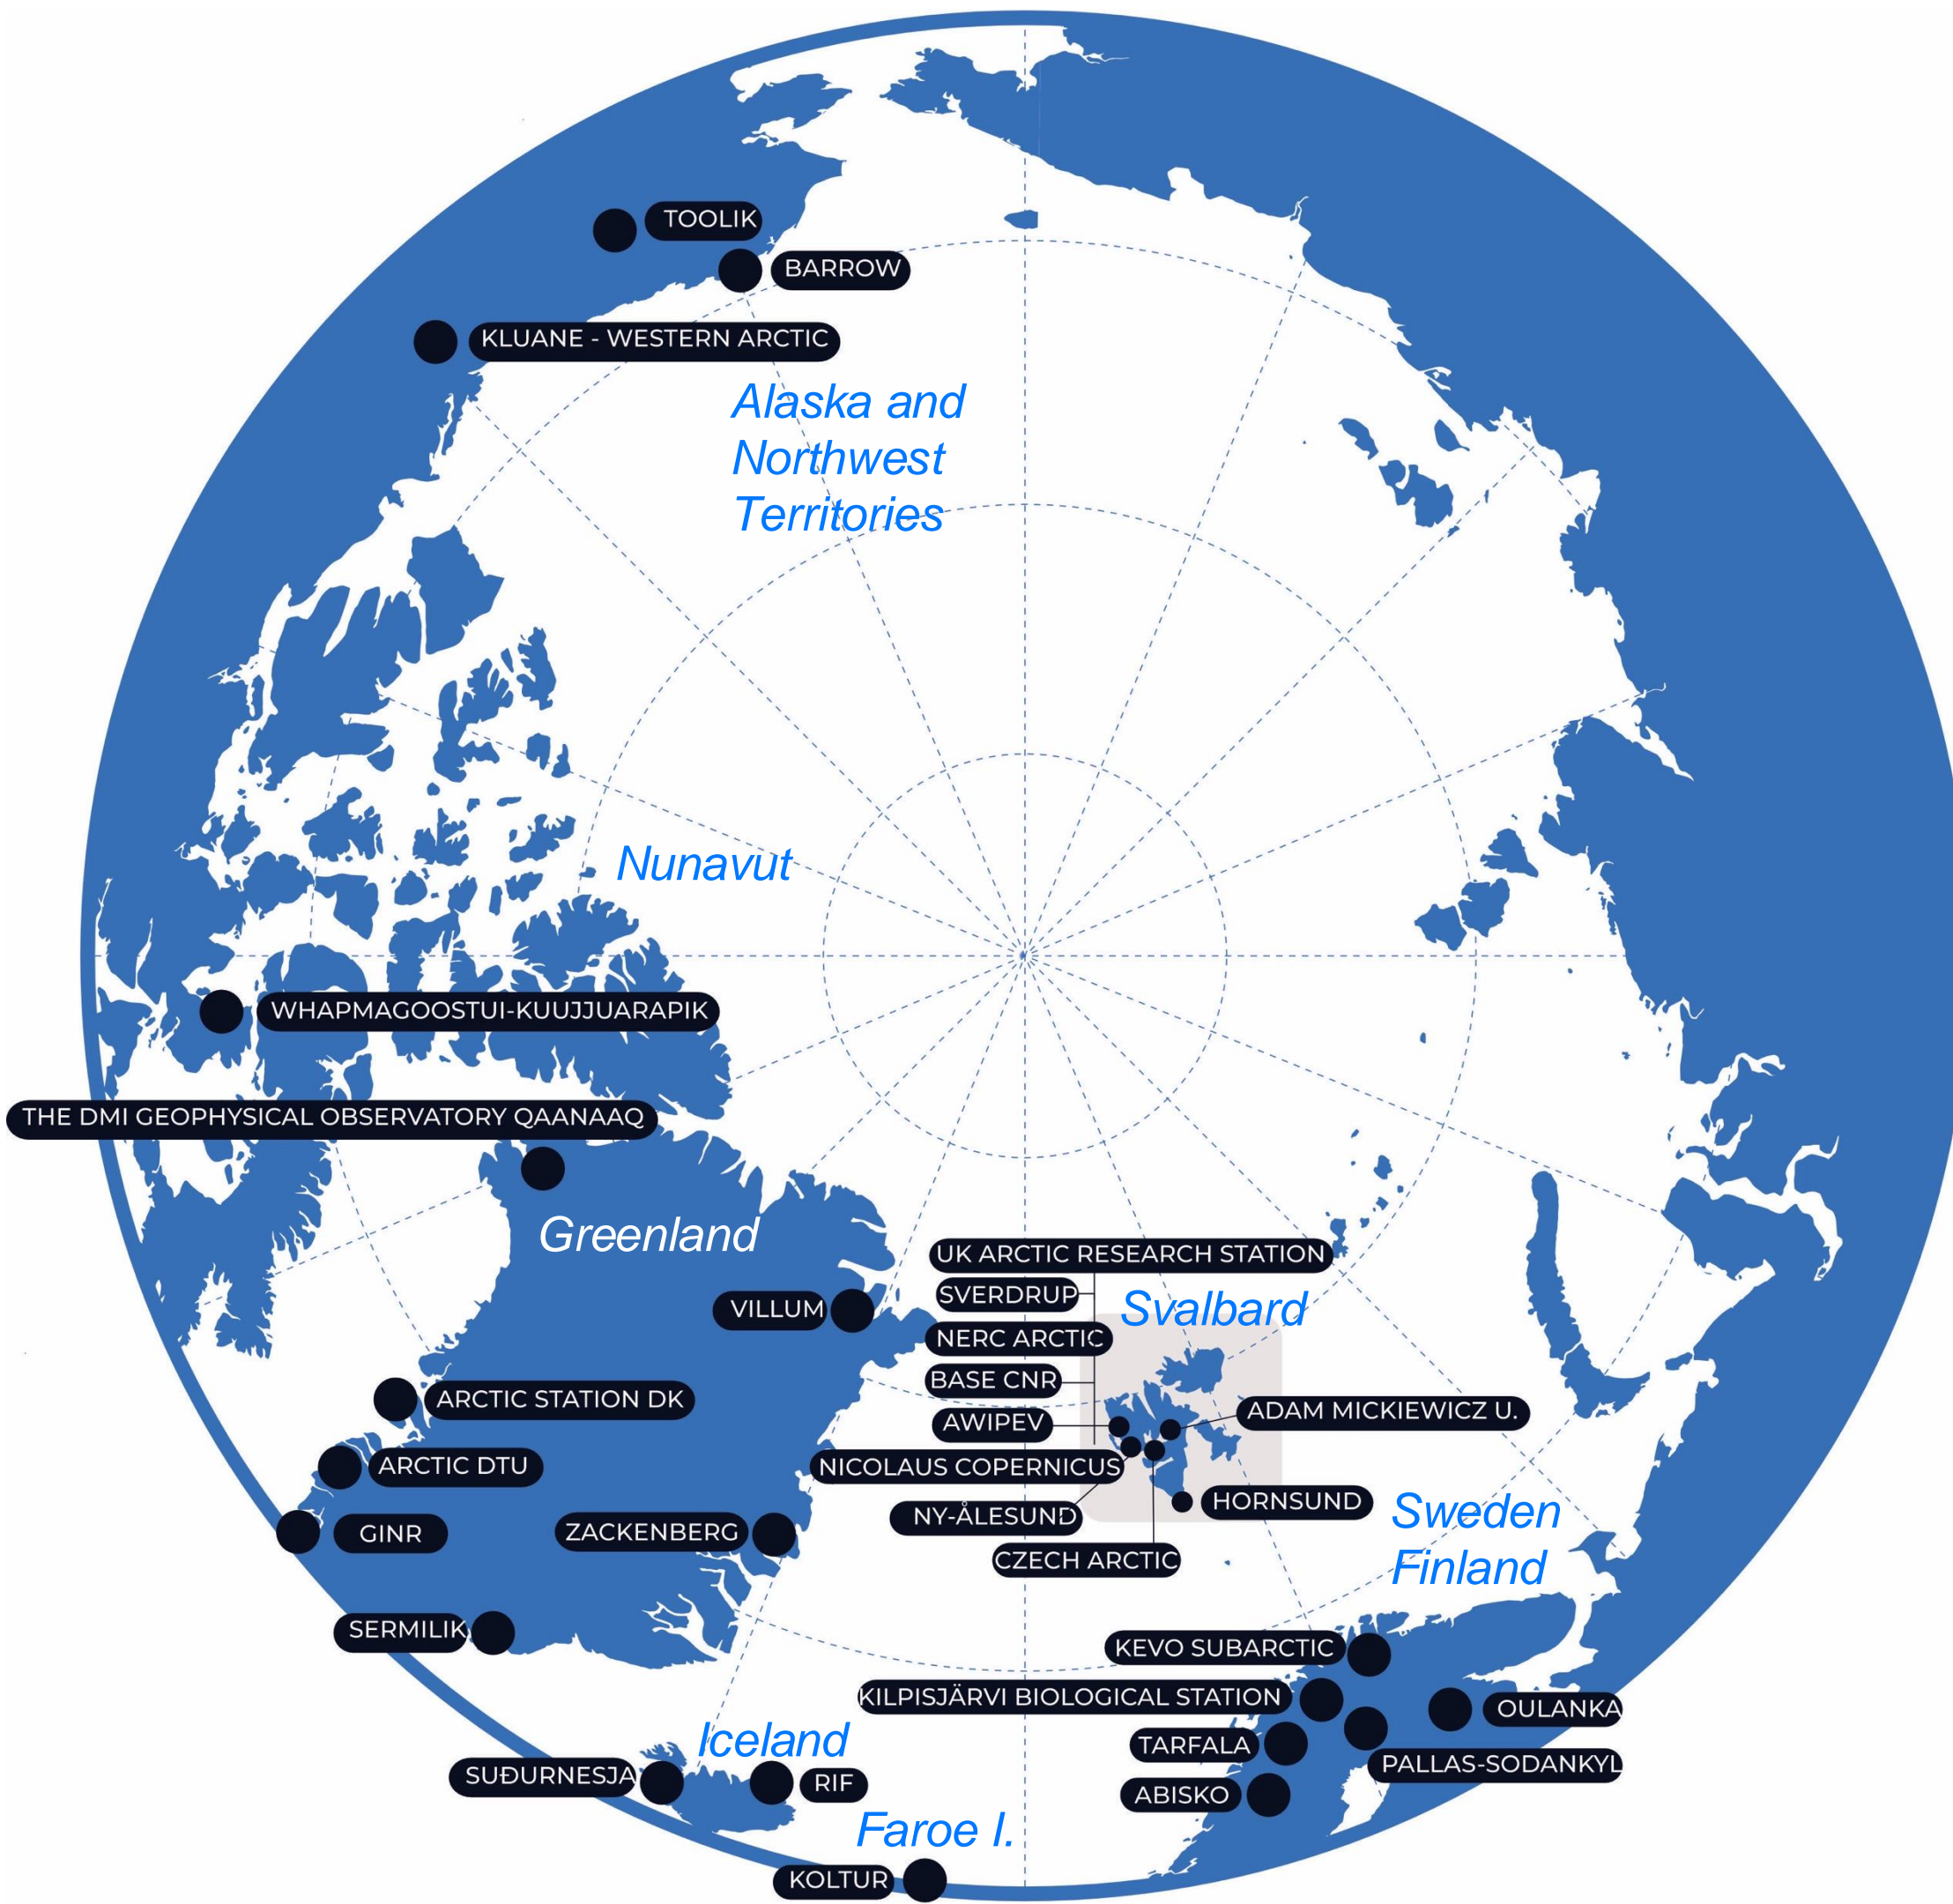 TOOLIK
BARROW
KLUANE - WESTERN ARCTIC
Alaska and
Northwest
Territories
Nunavut
WHAPMAGOOSTUI-KUUJJUARAPIK
THE DMI GEOPHYSICAL OBSERVATORY QAANAAQ
Greenland
UK ARCTIC RESEARCH STATION
SVERDRUP
Svalbard
VILLUM
NERC ARCTIC
BASE CNR
ARCTIC STATION DK
ADAM MICKIEWICZ U.
AWIPEV
ARCTIC DTU
NICOLAUS COPERNICUS
HORNSUND
NY-ÅLESUND
Sweden
Finland
GINR
ZACKENBERG
CZECH ARCTIC
SERMILIK
KEVO SUBARCTIC
KILPISJÄRVI BIOLOGICAL STATION
OULANKA
Iceland
TARFALA
PALLAS-SODANKYL
SUÐURNESJA
RIF
ABISKO
Faroe I.
KOLTUR